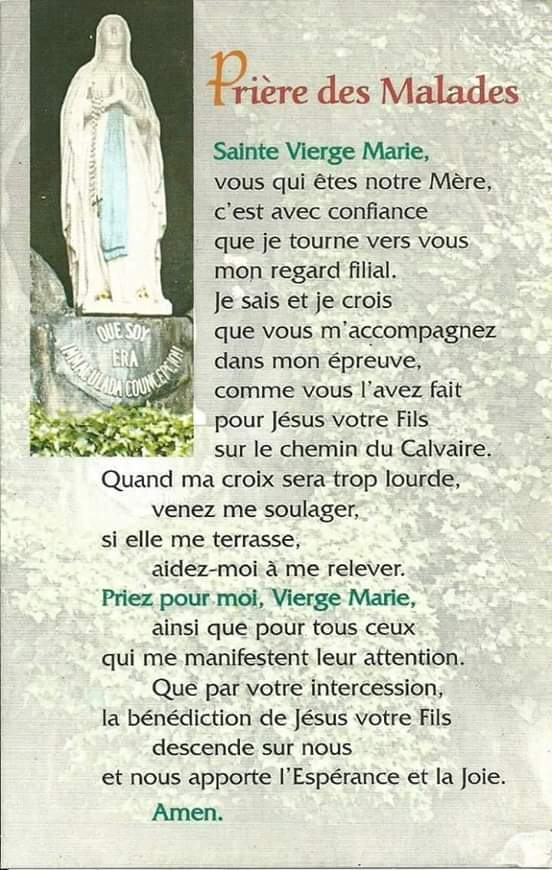 Prière des Malades
Sainte Vierge Marie,
vous qui êtes notre Mère,
c'est avec confiance
que je tourne vers vous
mon regard filial.
Je sais et je crois
que vous m'accompagnez
dans mon épreuve,
comme vous l'avez fait
pour Jésus votre Fils
sur le chemin du Calvaire.
Quand ma croix sera trop lourde,
venez me soulager,
si elle me terrasse,
aidez-moi à me relever.
Priez pour moi, Vierge Marie,
ainsi que pour tous ceux
qui me manifestent leur attention.
Que par votre intercession,
la bénédiction de Jésus votre Fils
descende sur nous
et nous apporte l'Espérance et la Joie.
Amen.
QUE SOY
ERA
IMMACULADA COUNCEPCIOU